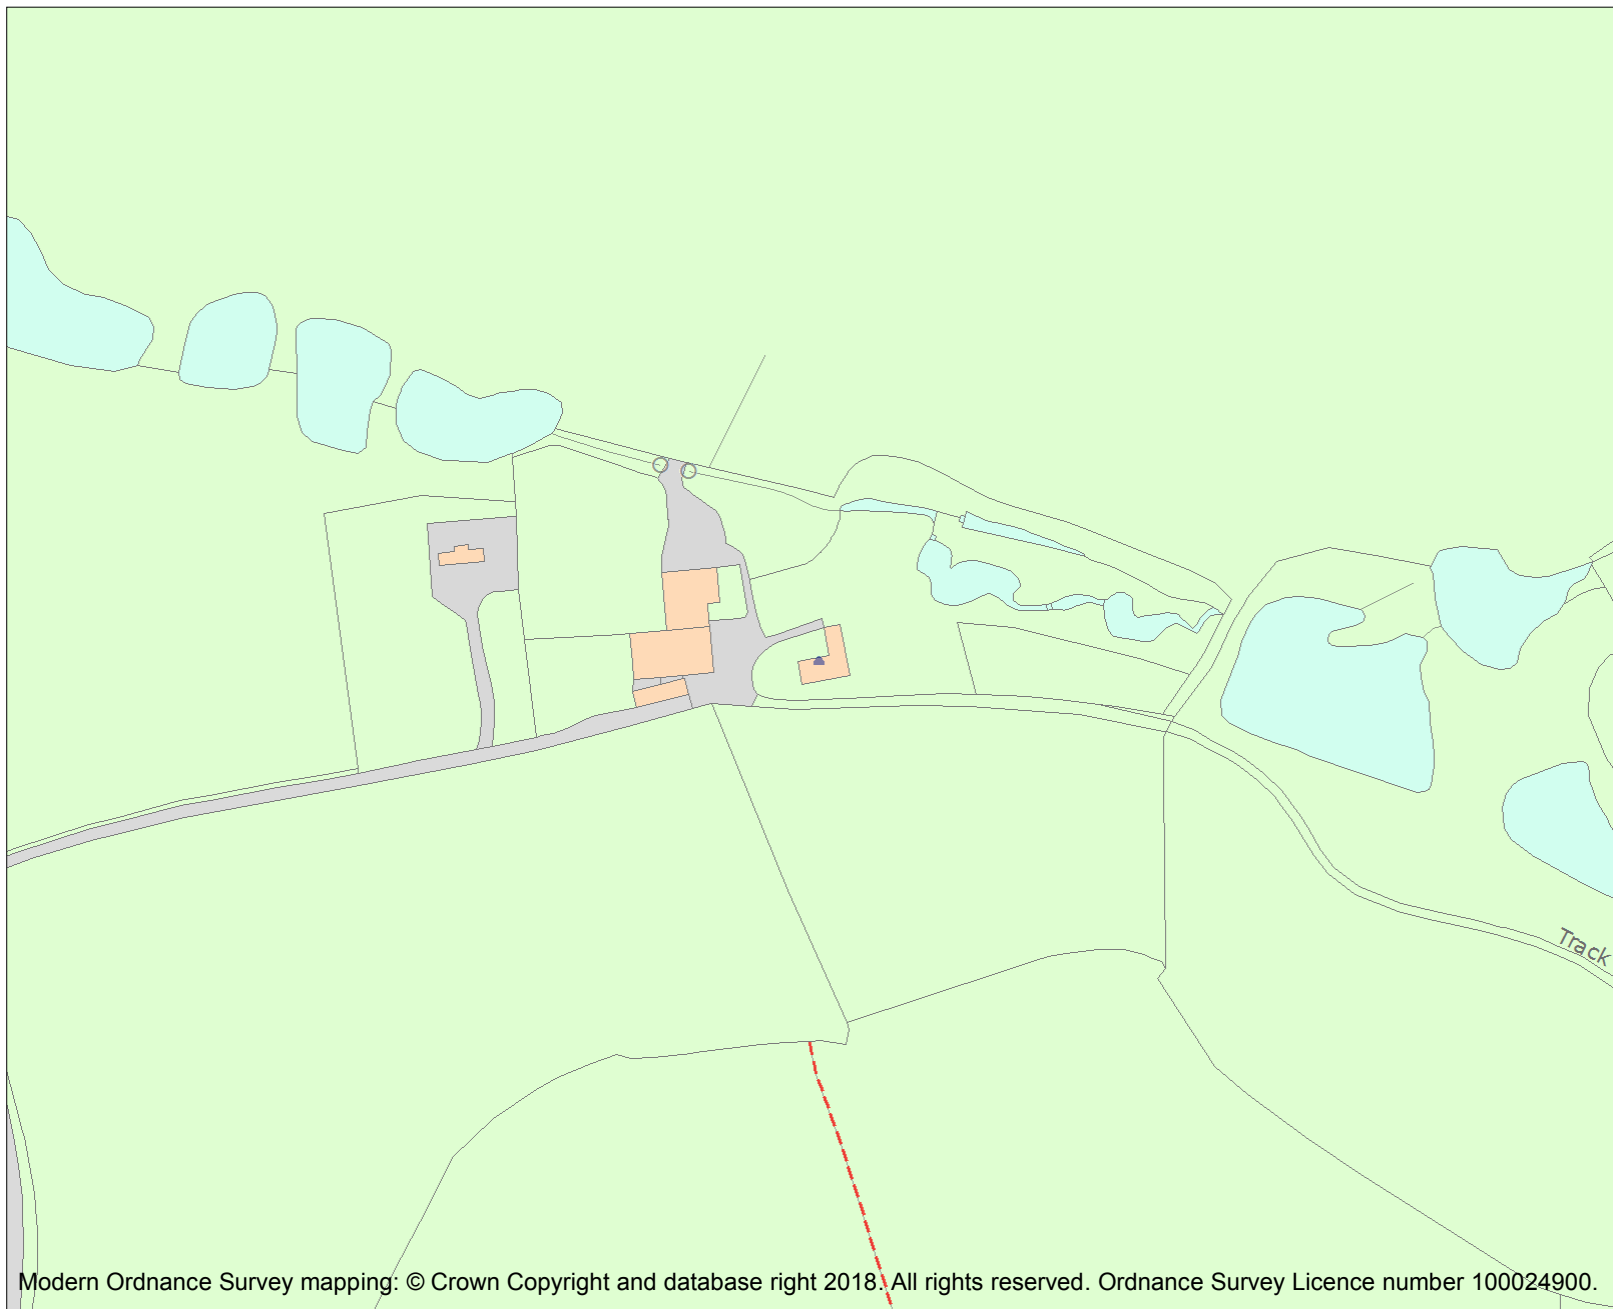 Track
Modern Ordnance Survey mapping: © Crown Copyright and database right 2018. All rights reserved. Ordnance Survey Licence number 100024900.